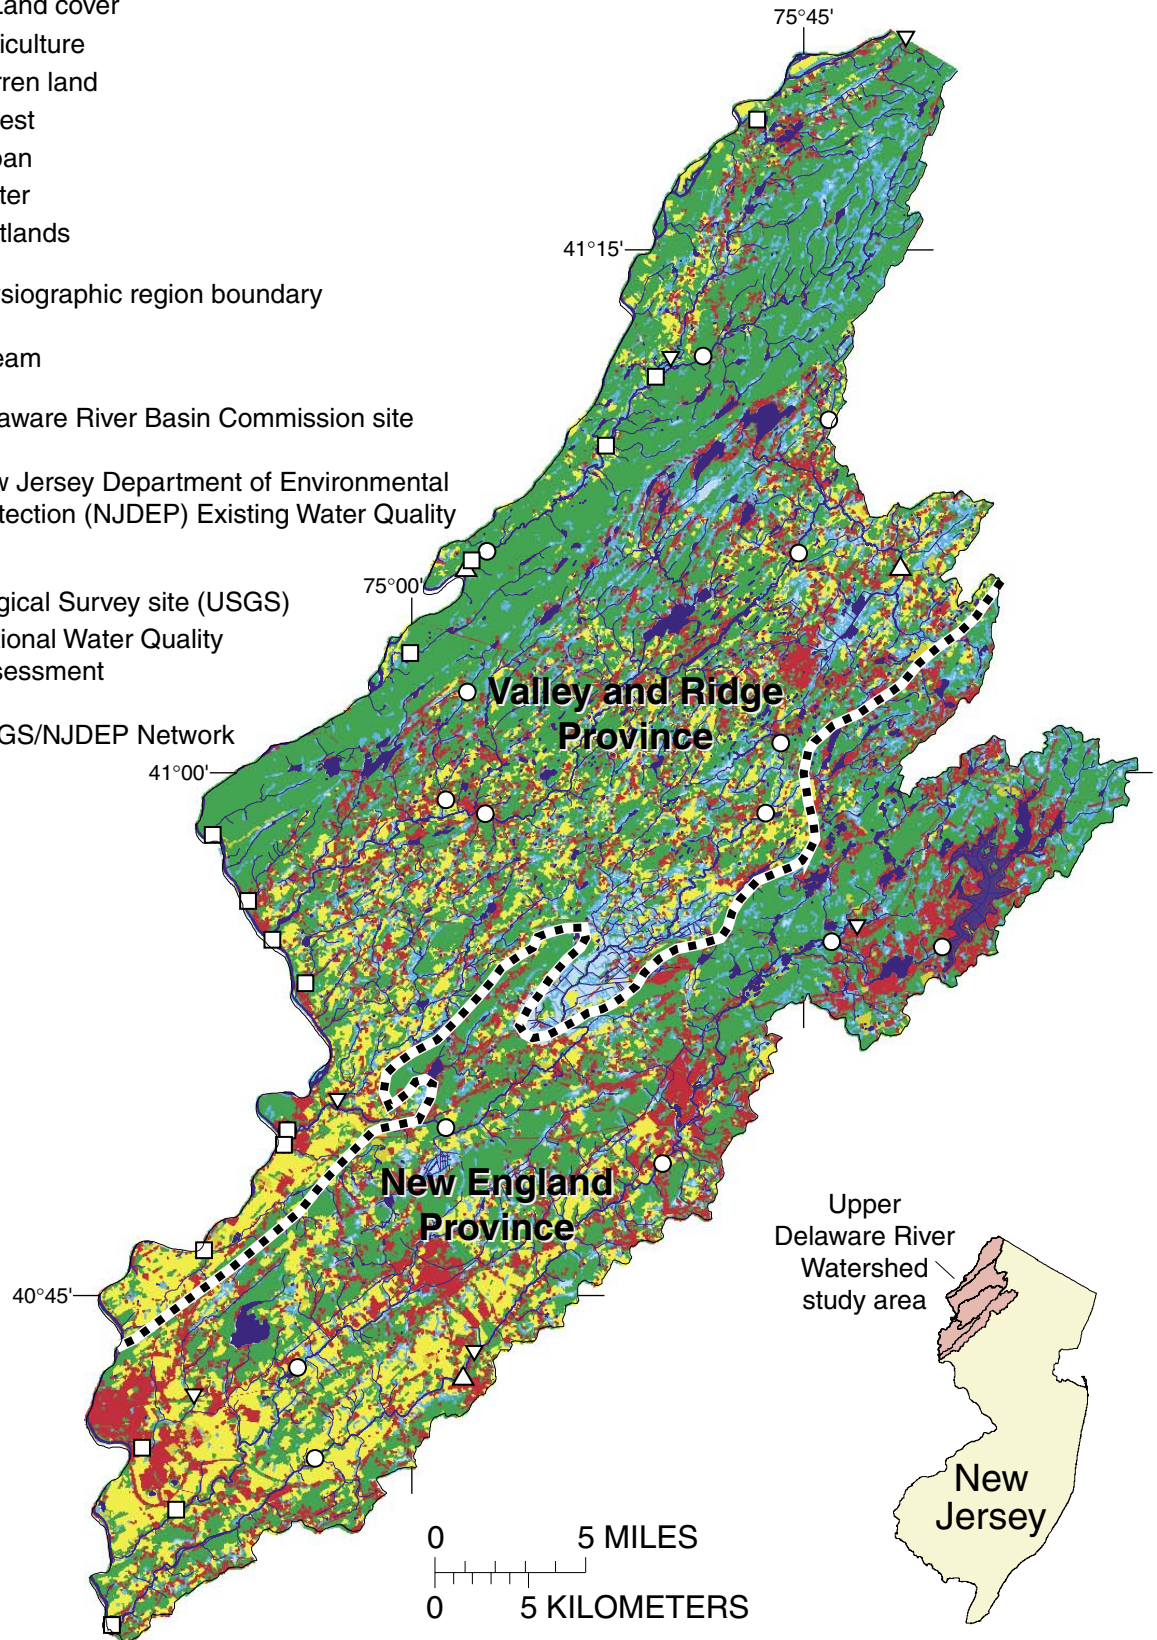 Land cover
iculture
rren land
est
ban
ter
tlands
siographic region boundary
eam
aware River Basin Commission site
w Jersey Department of Environmental
tection (NJDEP) Existing Water Quality
gical Survey site (USGS)
tional Water Quality
sessment
GS/NJDEP Network
75°45'
41°15'
75°00'
41°00'
40°45'
Valley and Ridge
Province
New England
Province
Upper
Delaware River
Watershed
study area
New
Jersey
0 5 MILES
0 5 KILOMETERS